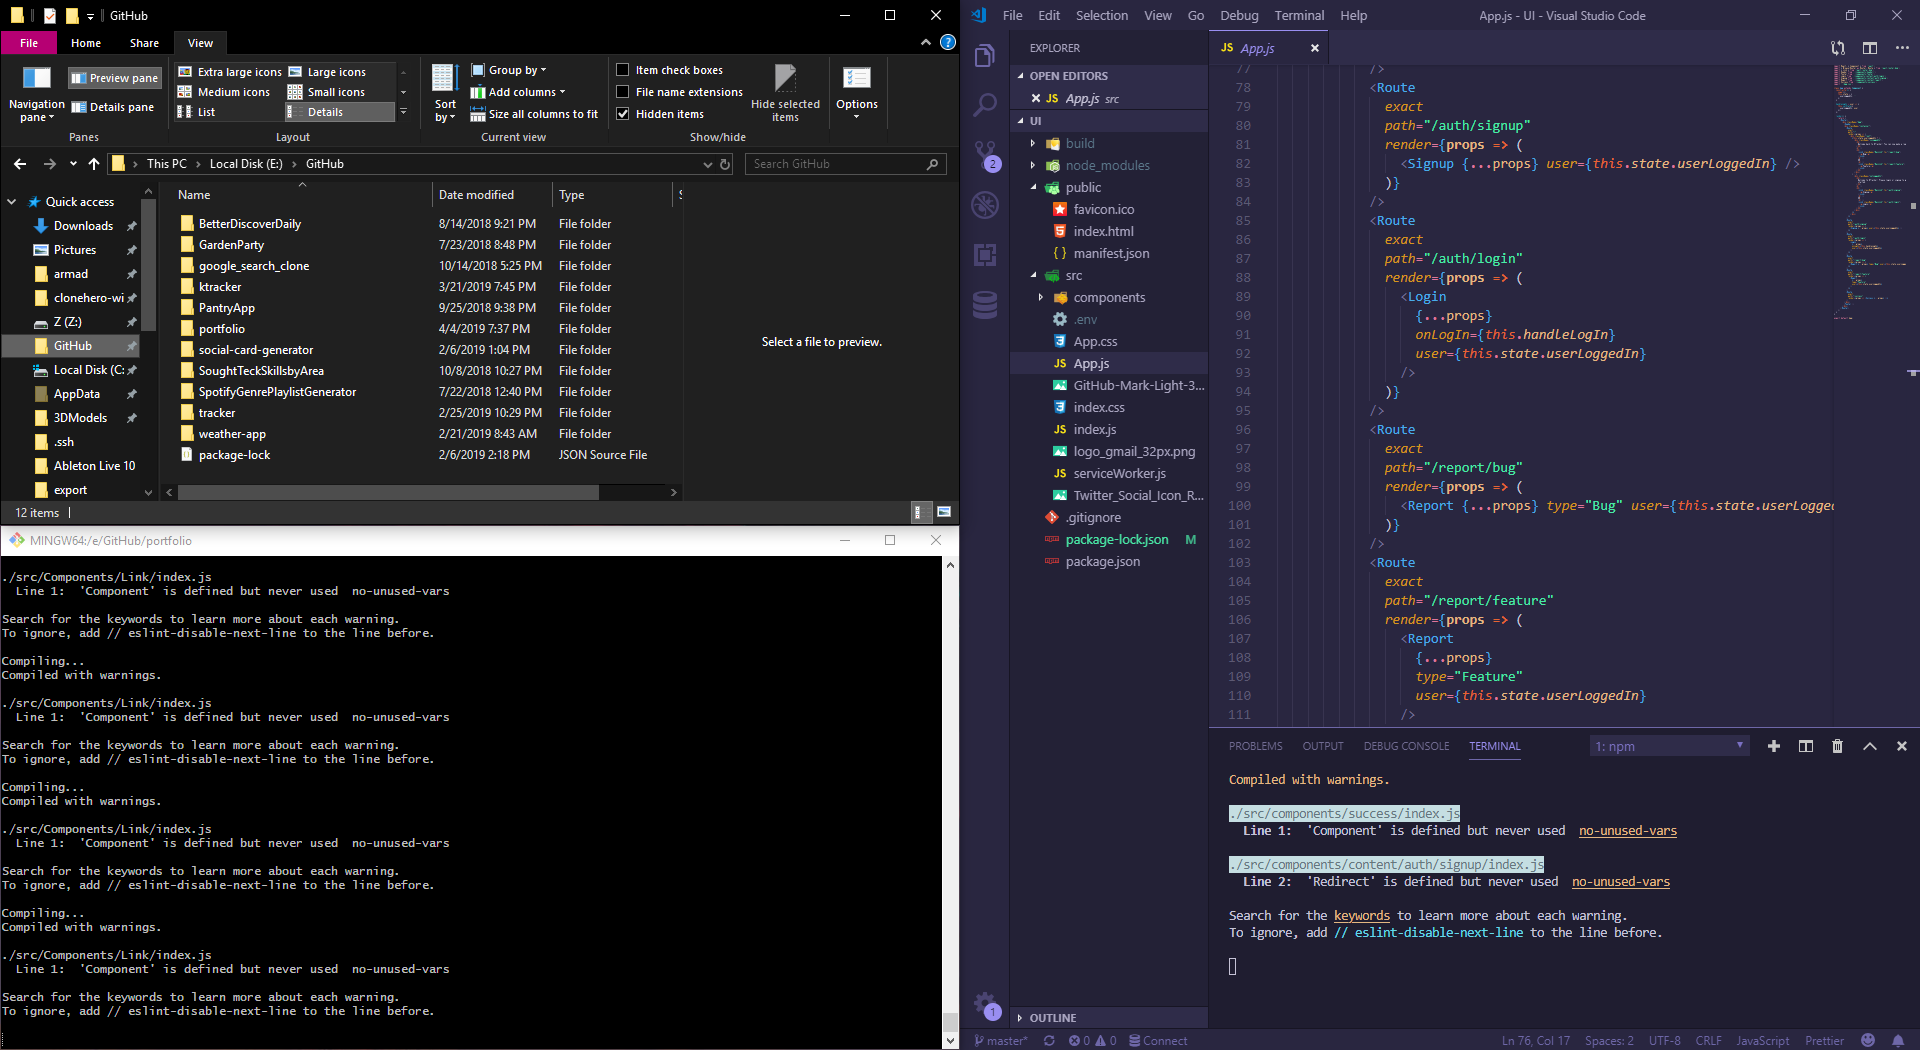 GitHub
File
Home
Share
View
Navigation pane
Preview pane
Details pane
Panes
Extra large icons
Large icons
Medium icons
Small icons
List
Details
Layout
Sort by
Group by
Add columns
Size all columns to fit
Current view
Item check boxes
File name extensions
Hidden items
Hide selected items
Show/hide
Options
This PC > Local Disk (E:) > GitHub
Search GitHub
Quick access
Downloads
Pictures
armad
clonehero-wi
Z (Z:)
GitHub
Local Disk (C:
AppData
3DModels
.ssh
Ableton Live 10
export
Name Date modified Type
BetterDiscoverDaily 8/14/2018 9:21 PM File folder
GardenParty 7/23/2018 8:48 PM File folder
google_search_clone 10/14/2018 5:25 PM File folder
ktracker 3/21/2019 7:45 PM File folder
PantryApp 9/25/2018 9:38 PM File folder
portfolio 4/4/2019 7:37 PM File folder
social-card-generator 2/6/2019 1:04 PM File folder
SoughtTeckSkillsbyArea 10/8/2018 10:27 PM File folder
SpotifyGenrePlaylistGenerator 7/22/2018 12:40 PM File folder
tracker 2/25/2019 10:29 PM File folder
weather-app 2/21/2019 8:43 AM File folder
package-lock 2/6/2019 2:18 PM JSON Source File
Select a file to preview.
12 items
MINGW64:/e/GitHub/portfolio
./src/Components/Link/index.js
Line 1: 'Component' is defined but never used no-unused-vars
Search for the keywords to learn more about each warning.
To ignore, add // eslint-disable-next-line to the line before.
Compiling...
Compiled with warnings.
./src/Components/Link/index.js
Line 1: 'Component' is defined but never used no-unused-vars
Search for the keywords to learn more about each warning.
To ignore, add // eslint-disable-next-line to the line before.
Compiling...
Compiled with warnings.
./src/Components/Link/index.js
Line 1: 'Component' is defined but never used no-unused-vars
Search for the keywords to learn more about each warning.
To ignore, add // eslint-disable-next-line to the line before.
Compiling...
Compiled with warnings.
./src/Components/Link/index.js
Line 1: 'Component' is defined but never used no-unused-vars
Search for the keywords to learn more about each warning.
To ignore, add // eslint-disable-next-line to the line before.
File Edit Selection View Go Debug Terminal Help
App.js - UI - Visual Studio Code
2
1
EXPLORER
OPEN EDITORS
JS App.js src
UI
build
node_modules
public
favicon.ico
index.html
{ } manifest.json
src
components
.env
App.css
JS App.js
GitHub-Mark-Light-3...
index.css
JS index.js
logo_gmail_32px.png
JS serviceWorker.js
Twitter_Social_Icon_R...
.gitignore
package-lock.json M
package.json
OUTLINE
JS App.js
77 />
78 <Route
79 exact
80 path="/auth/signup"
81 render={props => (
82 <Signup {...props} user={this.state.userLoggedIn} />
83 )}
84 />
85 <Route
86 exact
87 path="/auth/login"
88 render={props => (
89 <Login
90 {...props}
91 onLogIn={this.handleLogIn}
92 user={this.state.userLoggedIn}
93 />
94 )}
95 />
96 <Route
97 exact
98 path="/report/bug"
99 render={props => (
100 <Report {...props} type="Bug" user={this.state.userLogged
101 )}
102 />
103 <Route
104 exact
105 path="/report/feature"
106 render={props => (
107 <Report
108 {...props}
109 type="Feature"
110 user={this.state.userLoggedIn}
111 />
PROBLEMS OUTPUT DEBUG CONSOLE TERMINAL
1: npm
Compiled with warnings.
./src/components/success/index.js
Line 1: 'Component' is defined but never used no-unused-vars
./src/components/content/auth/signup/index.js
Line 2: 'Redirect' is defined but never used no-unused-vars
Search for the keywords to learn more about each warning.
To ignore, add // eslint-disable-next-line to the line before.
master* 0 0 Connect
Ln 76, Col 17 Spaces: 2 UTF-8 CRLF JavaScript Prettier